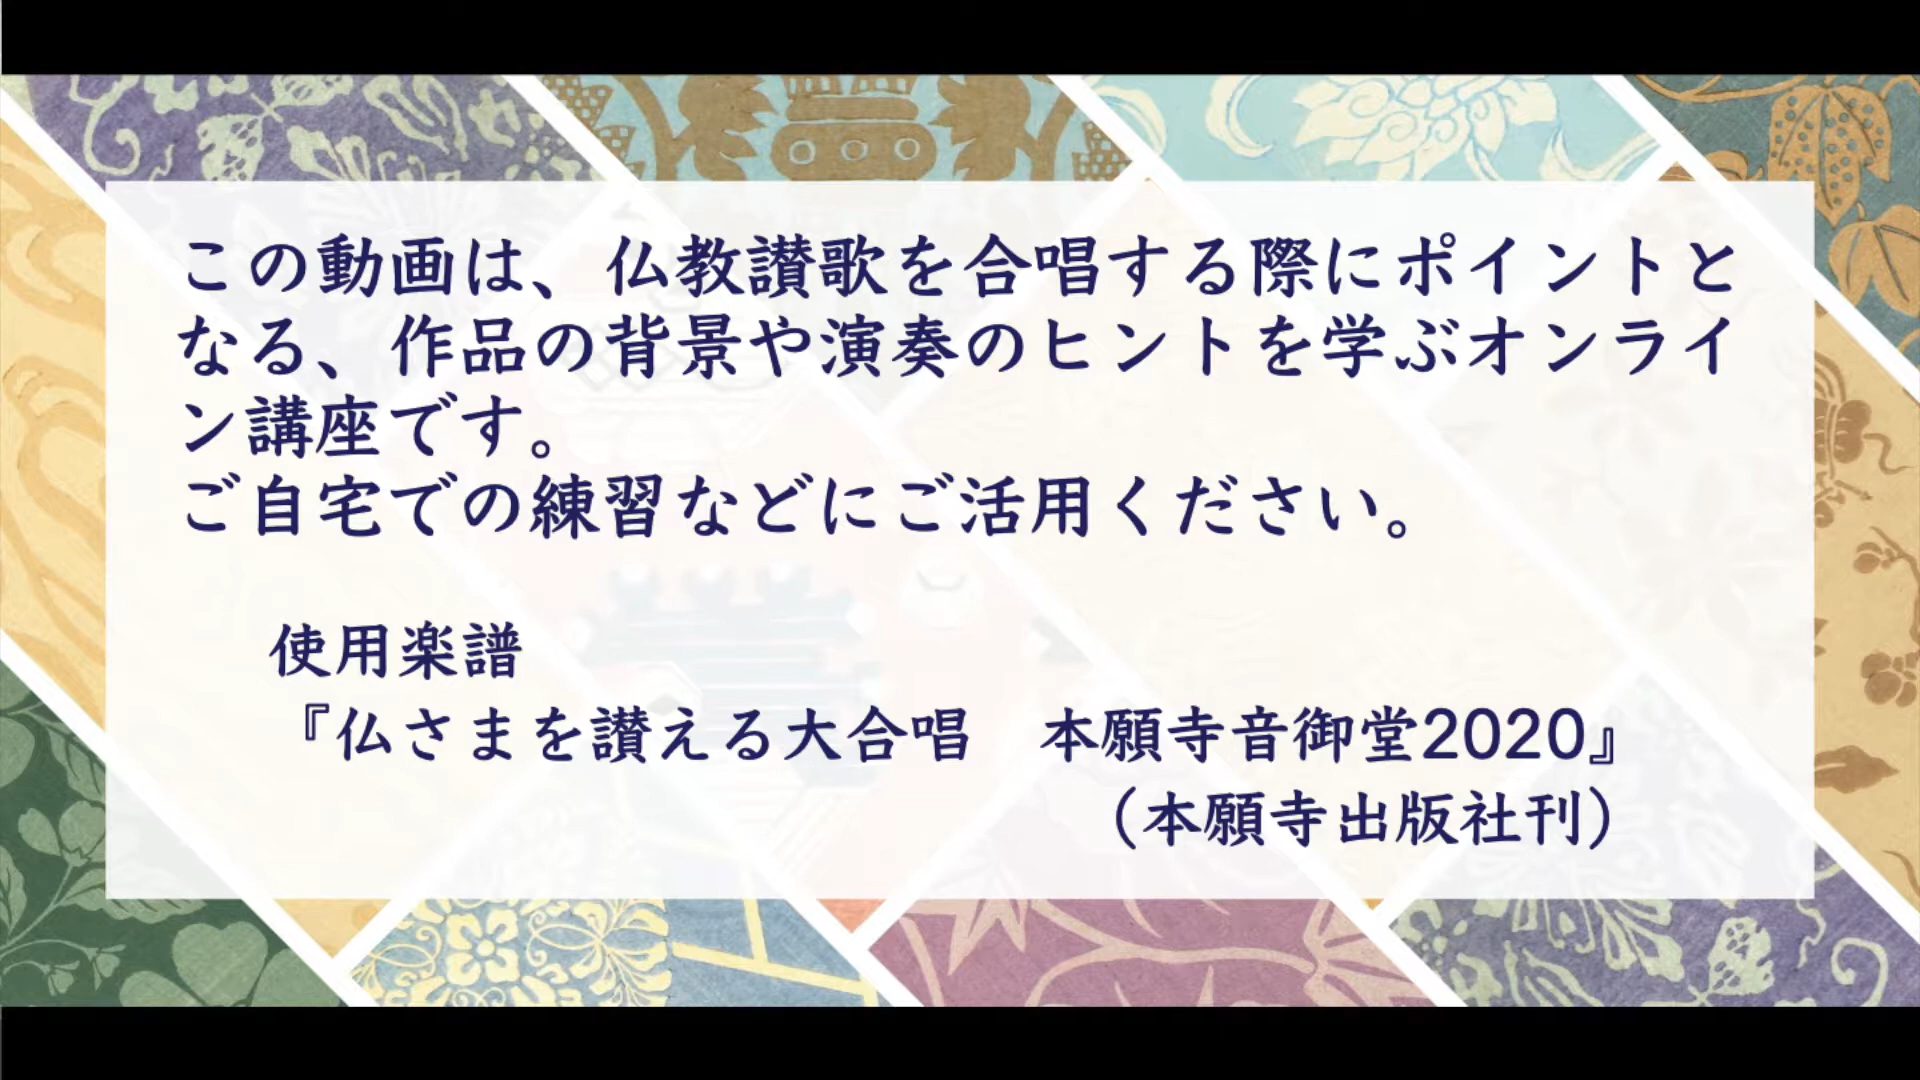 この動画は、仏教讃歌を合唱する際にポイントと
なる、作品の背景や演奏のヒントを学ぶオンライ
ン講座です。
ご自宅での練習などにご活用ください。
使用楽譜
『仏さまを讃える大合唱　本願寺音御堂2020』
（本願寺出版社刊）